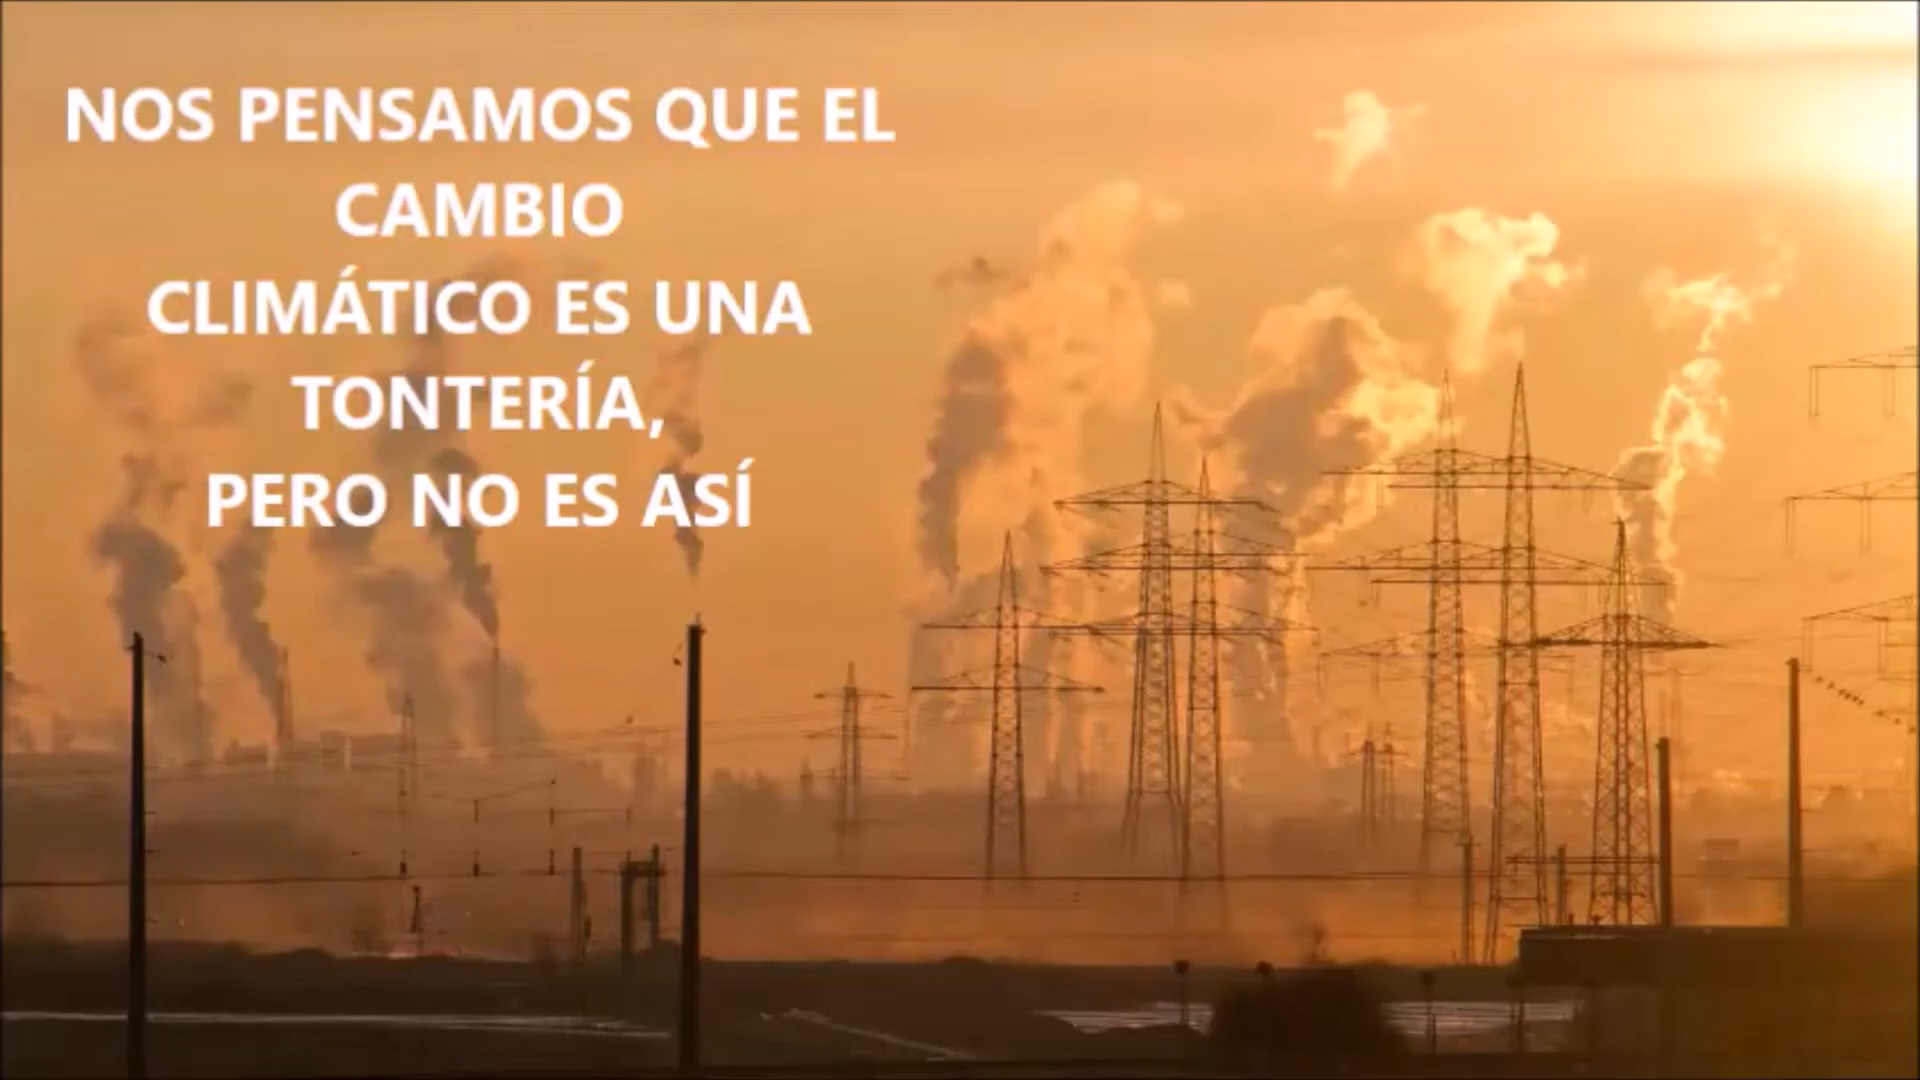 NOS PENSAMOS QUE EL
CAMBIO
CLIMÁTICO ES UNA
TONTERÍA,
PERO NO ES ASÍ